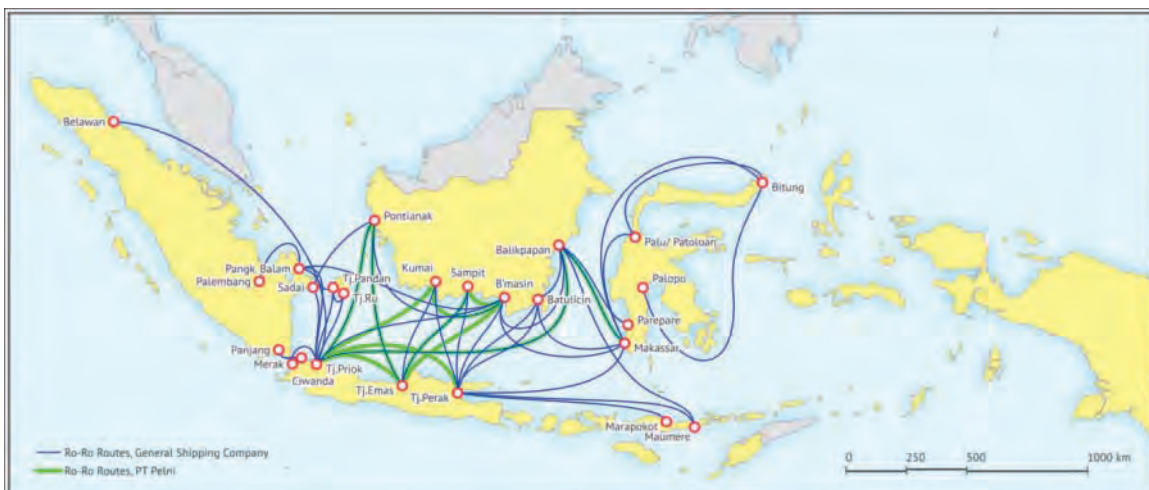 Belawan
Pontianak
Bitung
Palu/ Patoloan
Balikpapan
Pangk. Balam
Tj.Pandan
Kumai
Sampit
Palembang
Sadai
Palopo
Tj.Ru
B'masin
Batulicin
Parepare
Panjang
Makassar
Merak
Tj.Priok
Ciwanda
Tj.Emas
Tj.Perak
Marapokot
Maumere
Ro-Ro Routes, General Shipping Company
Ro-Ro Routes, PT Pelni
0 250 500 1000 km